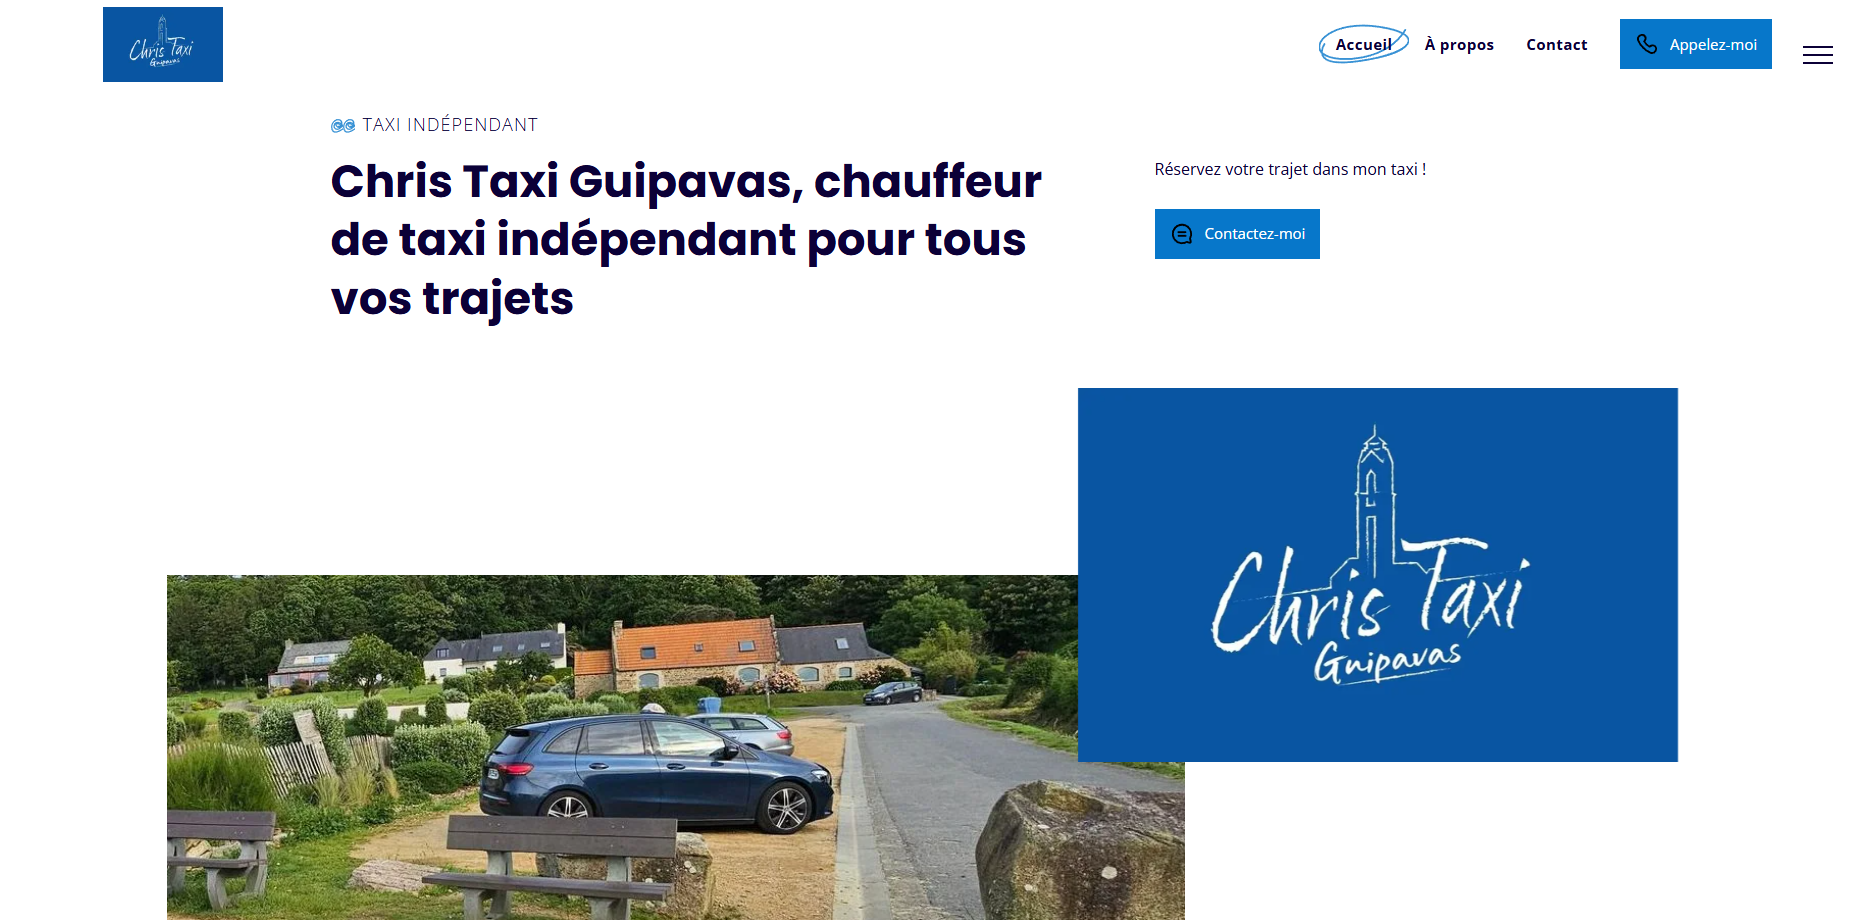 Chris Taxi
Guipavas
Accueil
À propos
Contact
Appelez-moi
TAXI INDÉPENDANT
Chris Taxi Guipavas, chauffeur
de taxi indépendant pour tous
vos trajets
Réservez votre trajet dans mon taxi !
Contactez-moi
Chris Taxi
Guipavas